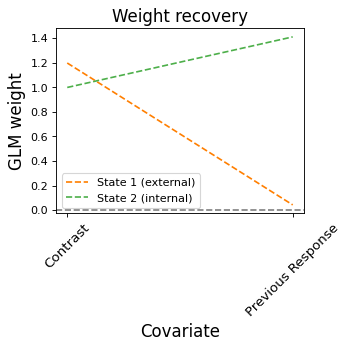 Weight recovery
GLM weight
1.4
1.2
1.0
0.8
0.6
0.4
0.2
0.0
State 1 (external)
State 2 (internal)
Contrast
Previous Response
Covariate